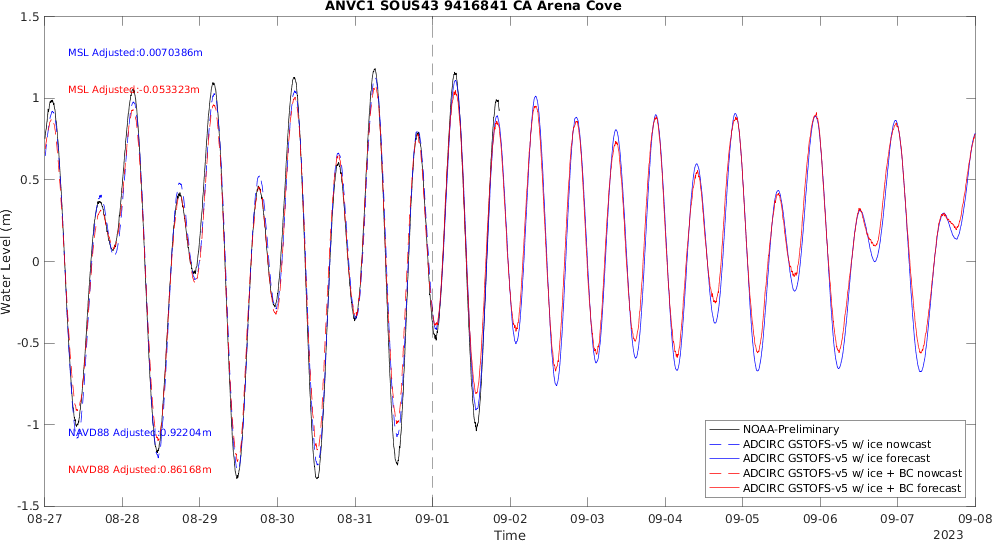 ANVC1 SOUS43 9416841 CA Arena Cove
1.5
1
0.5
0
-0.5
-1
-1.5
Water Level (m)
MSL Adjusted:0.0070386m
MSL Adjusted:-0.053323m
NAVD88 Adjusted:0.92204m
NAVD88 Adjusted:0.86168m
NOAA-Preliminary
ADCIRC GSTOFS-v5 w/ ice nowcast
ADCIRC GSTOFS-v5 w/ ice forecast
ADCIRC GSTOFS-v5 w/ ice + BC nowcast
ADCIRC GSTOFS-v5 w/ ice + BC forecast
08-27 08-28 08-29 08-30 08-31 09-01 09-02 09-03 09-04 09-05 09-06 09-07 09-08
Time
2023